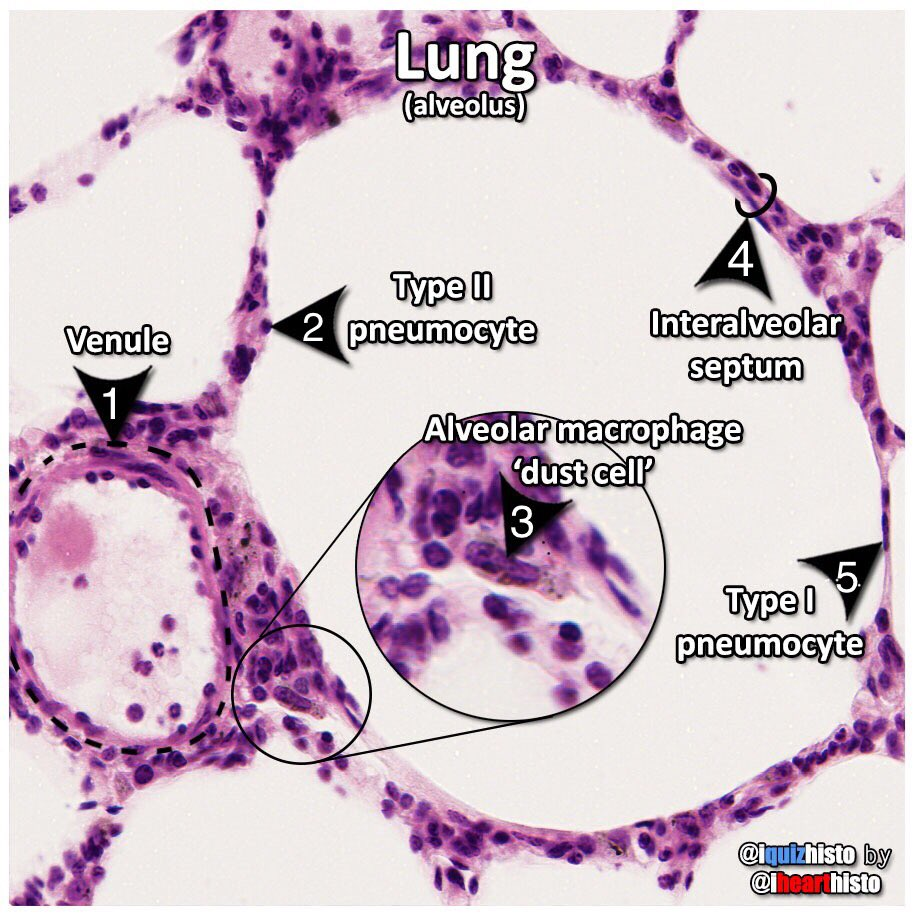 Lung
(alveolus)
Type II
pneumocyte
2
Venule
1
4
Interalveolar
septum
Alveolar macrophage
‘dust cell’
3
5
Type I
pneumocyte
@iquizhisto by
@ihearthisto